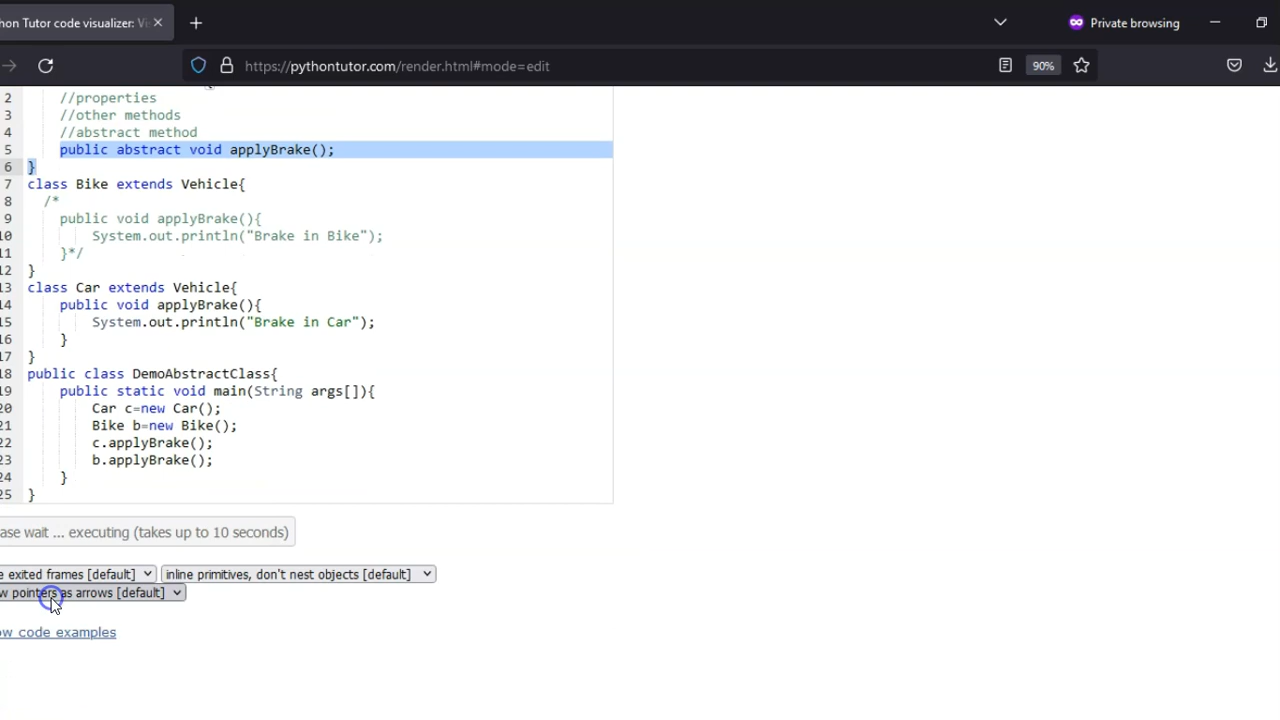 hon Tutor code visualizer: Vi
Private browsing
https://pythontutor.com/render.html#mode=edit
90%
2 //properties
3 //other methods
4 //abstract method
5 public abstract void applyBrake();
6 }
7 class Bike extends Vehicle{
8 /*
9 public void applyBrake(){
10 System.out.println("Brake in Bike");
11 }*/
12 }
13 class Car extends Vehicle{
14 public void applyBrake(){
15 System.out.println("Brake in Car");
16 }
17 }
18 public class DemoAbstractClass{
19 public static void main(String args[]){
20 Car c=new Car();
21 Bike b=new Bike();
22 c.applyBrake();
23 b.applyBrake();
24 }
25 }
ase wait ... executing (takes up to 10 seconds)
e exited frames [default] inline primitives, don't nest objects [default]
w pointers as arrows [default]
ow code examples